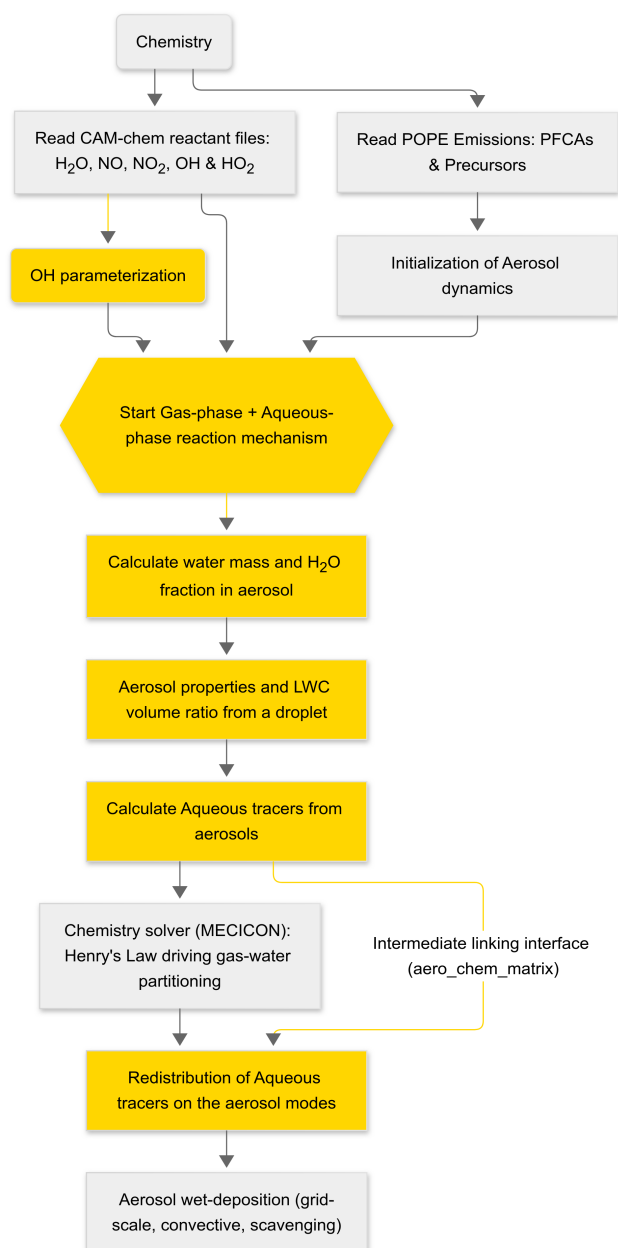 Chemistry
Read CAM-chem reactant files:
H₂O, NO, NO₂, OH & HO₂
Read POPE Emissions: PFCAs
& Precursors
OH parameterization
Initialization of Aerosol
dynamics
Start Gas-phase + Aqueous-
phase reaction mechanism
Calculate water mass and H₂O
fraction in aerosol
Aerosol properties and LWC
volume ratio from a droplet
Calculate Aqueous tracers from
aerosols
Chemistry solver (MECICON):
Henry's Law driving gas-water
partitioning
Intermediate linking interface
(aero_chem_matrix)
Redistribution of Aqueous
tracers on the aerosol modes
Aerosol wet-deposition (grid-
scale, convective, scavenging)